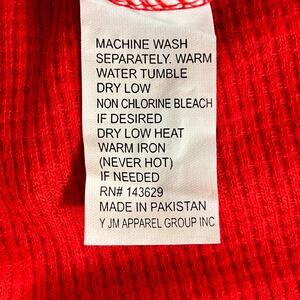 MACHINE WASH
SEPARATELY. WARM
WATER TUMBLE
DRY LOW
NON CHLORINE BLEACH
IF DESIRED
DRY LOW HEAT
WARM IRON
(NEVER HOT)
IF NEEDED
RN# 143629
MADE IN PAKISTAN
Y JM APPAREL GROUP INC